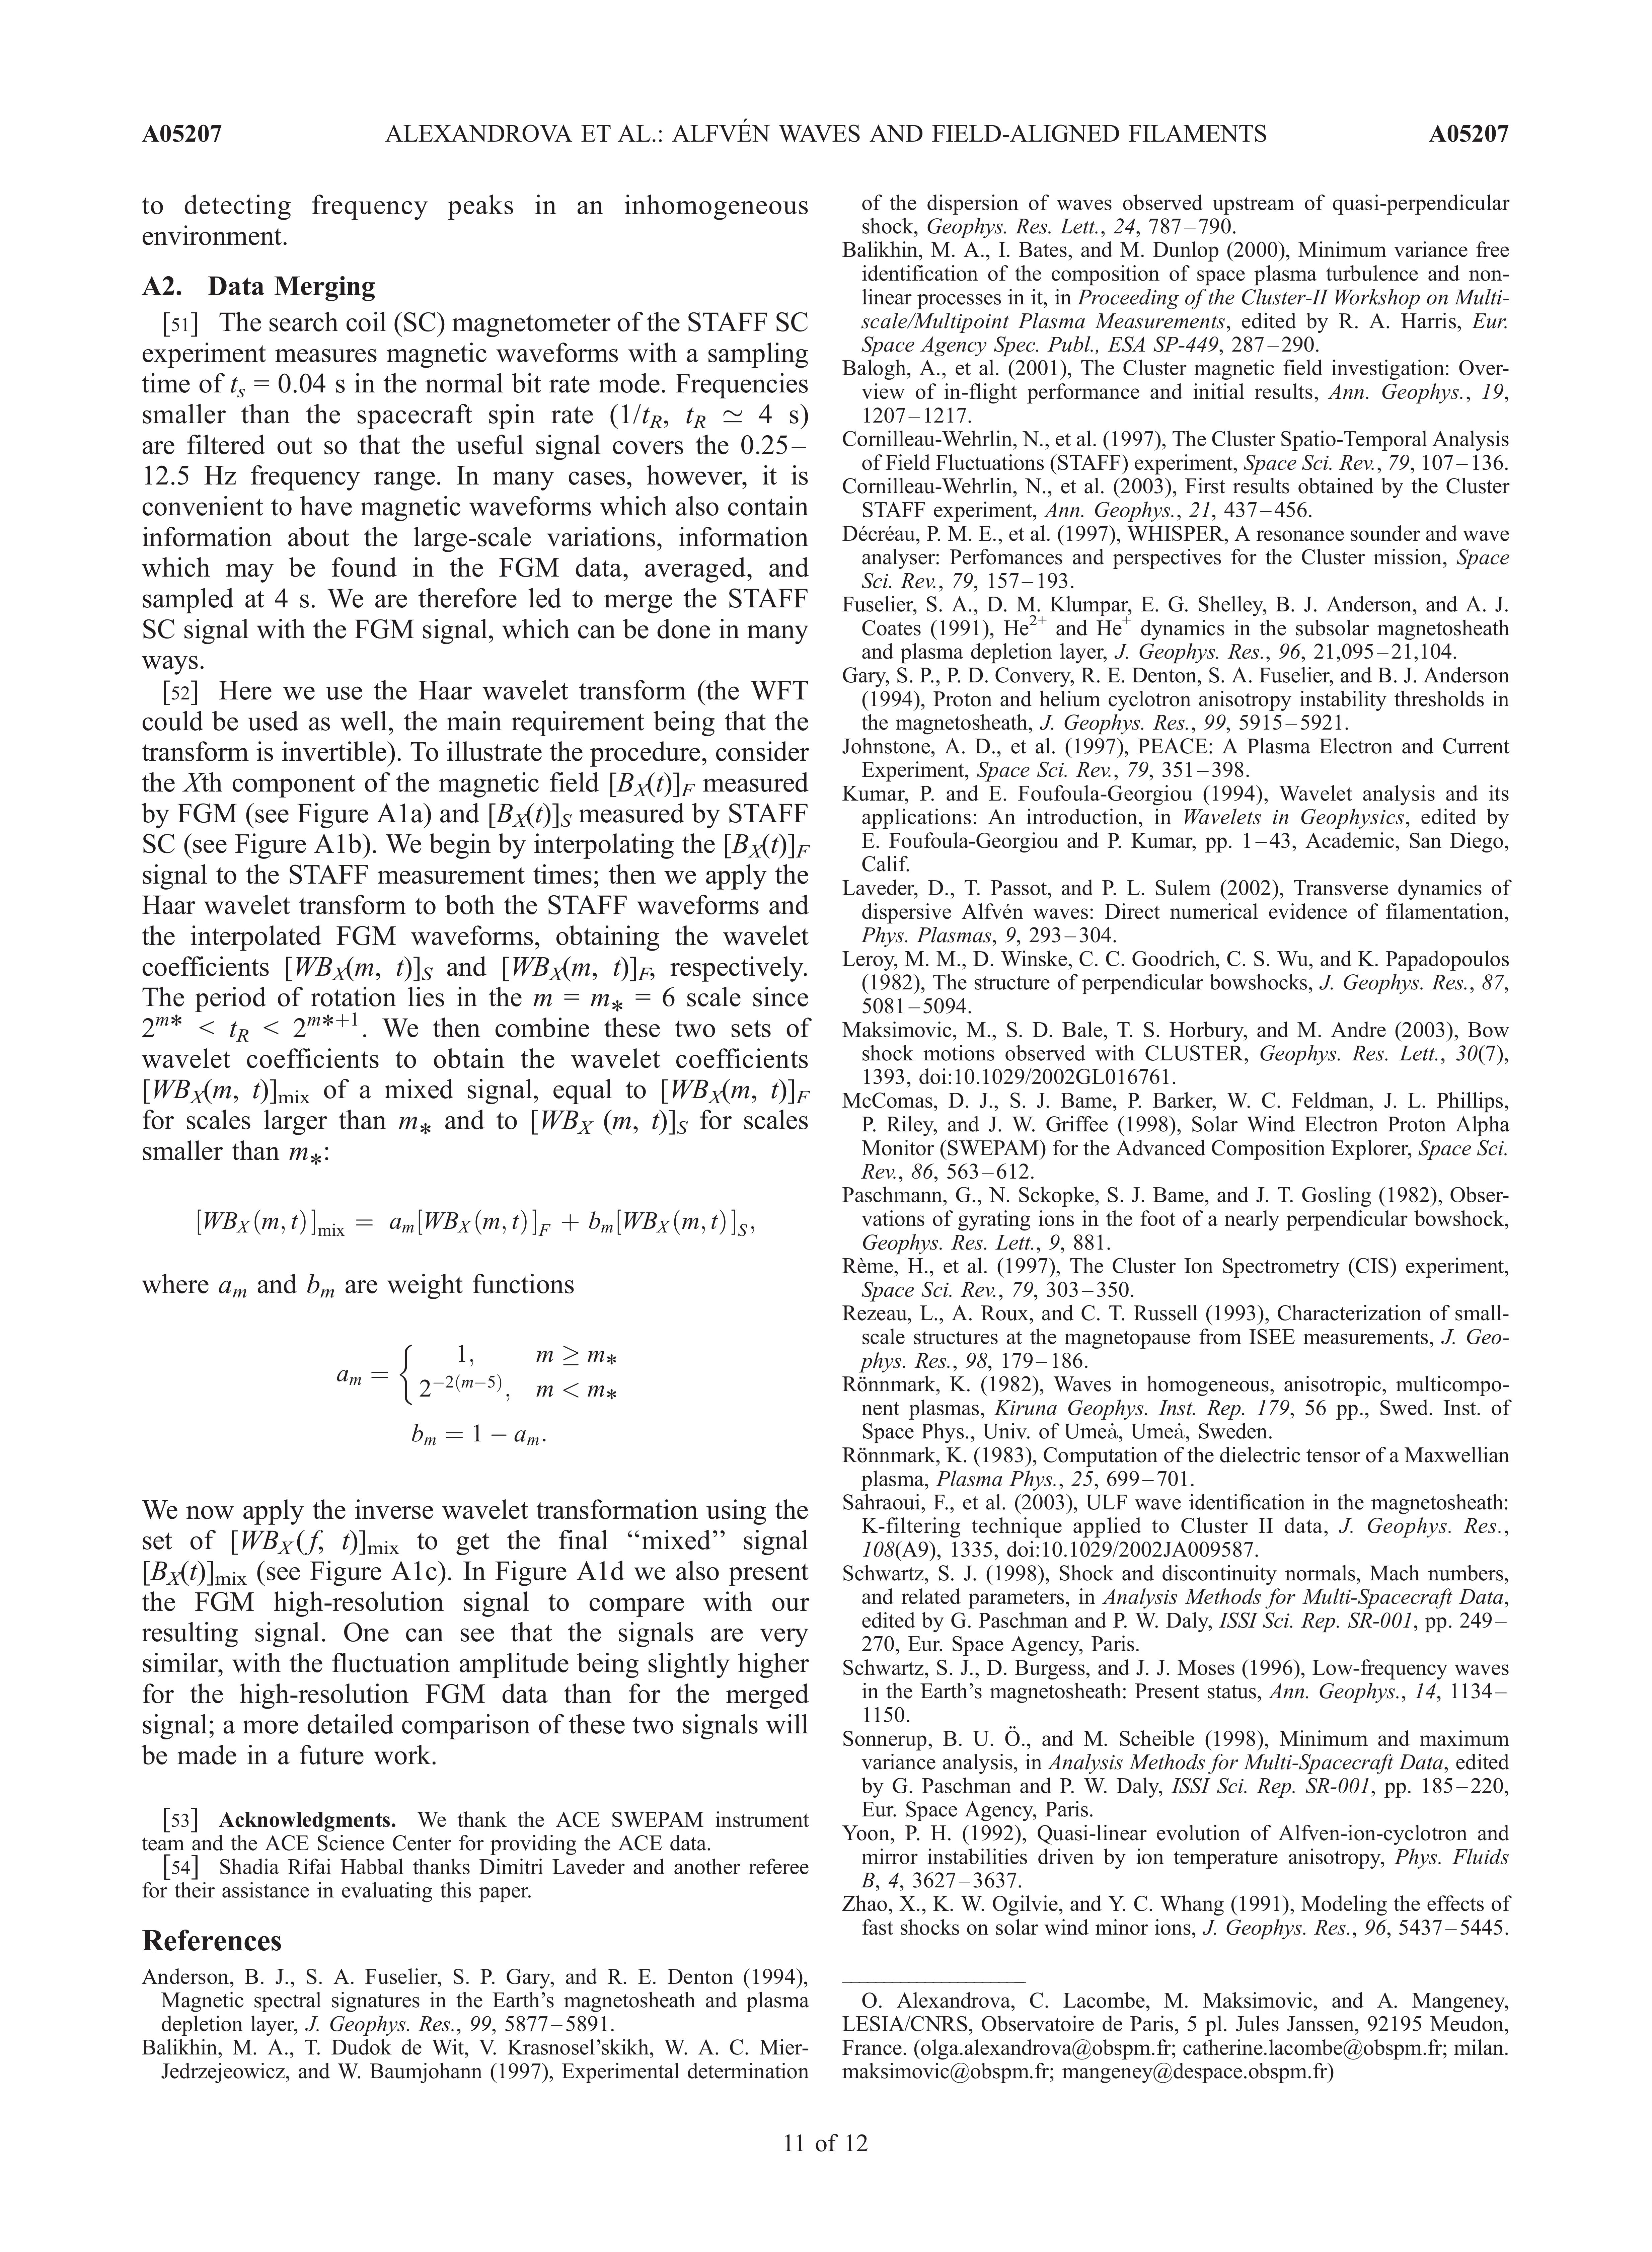 A05207
ALEXANDROVA ET AL.: ALFVÉN WAVES AND FIELD-ALIGNED FILAMENTS
A05207
to detecting frequency peaks in an inhomogeneous
environment.
A2. Data Merging
[51] The search coil (SC) magnetometer of the STAFF SC
experiment measures magnetic waveforms with a sampling
time of tₛ = 0.04 s in the normal bit rate mode. Frequencies
smaller than the spacecraft spin rate (1/t_R, t_R ≃ 4 s)
are filtered out so that the useful signal covers the 0.25–
12.5 Hz frequency range. In many cases, however, it is
convenient to have magnetic waveforms which also contain
information about the large-scale variations, information
which may be found in the FGM data, averaged, and
sampled at 4 s. We are therefore led to merge the STAFF
SC signal with the FGM signal, which can be done in many
ways.
[52] Here we use the Haar wavelet transform (the WFT
could be used as well, the main requirement being that the
transform is invertible). To illustrate the procedure, consider
the Xth component of the magnetic field [B_X(t)]_F measured
by FGM (see Figure A1a) and [B_X(t)]_S measured by STAFF
SC (see Figure A1b). We begin by interpolating the [B_X(t)]_F
signal to the STAFF measurement times; then we apply the
Haar wavelet transform to both the STAFF waveforms and
the interpolated FGM waveforms, obtaining the wavelet
coefficients [WB_X(m, t)]_S and [WB_X(m, t)]_F, respectively.
The period of rotation lies in the m = m_* = 6 scale since
2^{m*} < t_R < 2^{m*+1}. We then combine these two sets of
wavelet coefficients to obtain the wavelet coefficients
[WB_X(m, t)]_mix of a mixed signal, equal to [WB_X(m, t)]_F
for scales larger than m_* and to [WB_X (m, t)]_S for scales
smaller than m_*:
[WB_X(m, t)]_mix = a_m[WB_X(m, t)]_F + b_m[WB_X(m, t)]_S,
where a_m and b_m are weight functions
a_m = { 1, m ≥ m_*
2^{−2(m−5)}, m < m_*
b_m = 1 − a_m.
We now apply the inverse wavelet transformation using the
set of [WB_X(f, t)]_mix to get the final ‘‘mixed’’ signal
[B_X(t)]_mix (see Figure A1c). In Figure A1d we also present
the FGM high-resolution signal to compare with our
resulting signal. One can see that the signals are very
similar, with the fluctuation amplitude being slightly higher
for the high-resolution FGM data than for the merged
signal; a more detailed comparison of these two signals will
be made in a future work.
[53] Acknowledgments. We thank the ACE SWEPAM instrument
team and the ACE Science Center for providing the ACE data.
[54] Shadia Rifai Habbal thanks Dimitri Laveder and another referee
for their assistance in evaluating this paper.
References
Anderson, B. J., S. A. Fuselier, S. P. Gary, and R. E. Denton (1994),
Magnetic spectral signatures in the Earth’s magnetosheath and plasma
depletion layer, J. Geophys. Res., 99, 5877–5891.
Balikhin, M. A., T. Dudok de Wit, V. Krasnosel’skikh, W. A. C. Mier-
Jedrzejeowicz, and W. Baumjohann (1997), Experimental determination
of the dispersion of waves observed upstream of quasi-perpendicular
shock, Geophys. Res. Lett., 24, 787–790.
Balikhin, M. A., I. Bates, and M. Dunlop (2000), Minimum variance free
identification of the composition of space plasma turbulence and non-
linear processes in it, in Proceeding of the Cluster-II Workshop on Multi-
scale/Multipoint Plasma Measurements, edited by R. A. Harris, Eur.
Space Agency Spec. Publ., ESA SP-449, 287–290.
Balogh, A., et al. (2001), The Cluster magnetic field investigation: Over-
view of in-flight performance and initial results, Ann. Geophys., 19,
1207–1217.
Cornilleau-Wehrlin, N., et al. (1997), The Cluster Spatio-Temporal Analysis
of Field Fluctuations (STAFF) experiment, Space Sci. Rev., 79, 107–136.
Cornilleau-Wehrlin, N., et al. (2003), First results obtained by the Cluster
STAFF experiment, Ann. Geophys., 21, 437–456.
Décréau, P. M. E., et al. (1997), WHISPER, A resonance sounder and wave
analyser: Perfomances and perspectives for the Cluster mission, Space
Sci. Rev., 79, 157–193.
Fuselier, S. A., D. M. Klumpar, E. G. Shelley, B. J. Anderson, and A. J.
Coates (1991), He²⁺ and He⁺ dynamics in the subsolar magnetosheath
and plasma depletion layer, J. Geophys. Res., 96, 21,095–21,104.
Gary, S. P., P. D. Convery, R. E. Denton, S. A. Fuselier, and B. J. Anderson
(1994), Proton and helium cyclotron anisotropy instability thresholds in
the magnetosheath, J. Geophys. Res., 99, 5915–5921.
Johnstone, A. D., et al. (1997), PEACE: A Plasma Electron and Current
Experiment, Space Sci. Rev., 79, 351–398.
Kumar, P. and E. Foufoula-Georgiou (1994), Wavelet analysis and its
applications: An introduction, in Wavelets in Geophysics, edited by
E. Foufoula-Georgiou and P. Kumar, pp. 1–43, Academic, San Diego,
Calif.
Laveder, D., T. Passot, and P. L. Sulem (2002), Transverse dynamics of
dispersive Alfvén waves: Direct numerical evidence of filamentation,
Phys. Plasmas, 9, 293–304.
Leroy, M. M., D. Winske, C. C. Goodrich, C. S. Wu, and K. Papadopoulos
(1982), The structure of perpendicular bowshocks, J. Geophys. Res., 87,
5081–5094.
Maksimovic, M., S. D. Bale, T. S. Horbury, and M. Andre (2003), Bow
shock motions observed with CLUSTER, Geophys. Res. Lett., 30(7),
1393, doi:10.1029/2002GL016761.
McComas, D. J., S. J. Bame, P. Barker, W. C. Feldman, J. L. Phillips,
P. Riley, and J. W. Griffee (1998), Solar Wind Electron Proton Alpha
Monitor (SWEPAM) for the Advanced Composition Explorer, Space Sci.
Rev., 86, 563–612.
Paschmann, G., N. Sckopke, S. J. Bame, and J. T. Gosling (1982), Obser-
vations of gyrating ions in the foot of a nearly perpendicular bowshock,
Geophys. Res. Lett., 9, 881.
Rème, H., et al. (1997), The Cluster Ion Spectrometry (CIS) experiment,
Space Sci. Rev., 79, 303–350.
Rezeau, L., A. Roux, and C. T. Russell (1993), Characterization of small-
scale structures at the magnetopause from ISEE measurements, J. Geo-
phys. Res., 98, 179–186.
Rönnmark, K. (1982), Waves in homogeneous, anisotropic, multicompo-
nent plasmas, Kiruna Geophys. Inst. Rep. 179, 56 pp., Swed. Inst. of
Space Phys., Univ. of Umeå, Umeå, Sweden.
Rönnmark, K. (1983), Computation of the dielectric tensor of a Maxwellian
plasma, Plasma Phys., 25, 699–701.
Sahraoui, F., et al. (2003), ULF wave identification in the magnetosheath:
K-filtering technique applied to Cluster II data, J. Geophys. Res.,
108(A9), 1335, doi:10.1029/2002JA009587.
Schwartz, S. J. (1998), Shock and discontinuity normals, Mach numbers,
and related parameters, in Analysis Methods for Multi-Spacecraft Data,
edited by G. Paschman and P. W. Daly, ISSI Sci. Rep. SR-001, pp. 249–
270, Eur. Space Agency, Paris.
Schwartz, S. J., D. Burgess, and J. J. Moses (1996), Low-frequency waves
in the Earth’s magnetosheath: Present status, Ann. Geophys., 14, 1134–
1150.
Sonnerup, B. U. Ö., and M. Scheible (1998), Minimum and maximum
variance analysis, in Analysis Methods for Multi-Spacecraft Data, edited
by G. Paschman and P. W. Daly, ISSI Sci. Rep. SR-001, pp. 185–220,
Eur. Space Agency, Paris.
Yoon, P. H. (1992), Quasi-linear evolution of Alfven-ion-cyclotron and
mirror instabilities driven by ion temperature anisotropy, Phys. Fluids
B, 4, 3627–3637.
Zhao, X., K. W. Ogilvie, and Y. C. Whang (1991), Modeling the effects of
fast shocks on solar wind minor ions, J. Geophys. Res., 96, 5437–5445.
O. Alexandrova, C. Lacombe, M. Maksimovic, and A. Mangeney,
LESIA/CNRS, Observatoire de Paris, 5 pl. Jules Janssen, 92195 Meudon,
France. (olga.alexandrova@obspm.fr; catherine.lacombe@obspm.fr; milan.
maksimovic@obspm.fr; mangeney@despace.obspm.fr)
11 of 12